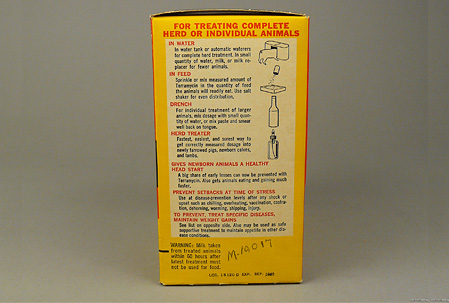 FOR TREATING COMPLETE
HERD OR INDIVIDUAL ANIMALS
IN WATER
In water tank or automatic waterers
for complete herd treatment. In small
quantity of water, milk, or milk re-
placer for fewer animals.
IN FEED
Sprinkle or mix measured amount of
Terramycin in the quantity of feed
the animals will readily eat. Use salt
shaker for even distribution.
DRENCH
For individual treatment of larger
animals, mix dosage with small quan-
tity of water, or mix paste and smear
well back on tongue.
HERD TREATER
Fastest, easiest, and surest way to
get correctly measured dosage into
newly farrowed pigs, newborn calves,
and lambs.
GIVES NEWBORN ANIMALS A HEALTHY
HEAD START
A big share of early losses can now be prevented with
Terramycin. Also gets animals eating and gaining much
faster.
PREVENT SETBACKS AT TIME OF STRESS
Use at disease-prevention levels after any shock or
upset such as chilling, overheating, vaccination, castra-
tion, dehorning, worming, shipping, injury.
TO PREVENT, TREAT SPECIFIC DISEASES,
MAINTAIN WEIGHT GAINS
See list on opposite side. Also may be used as safe
supportive treatment to maintain appetite in other dis-
ease conditions.
WARNING: Milk taken
from treated animals
within 60 hours after
latest treatment must
not be used for food.
M-19017
EXP.